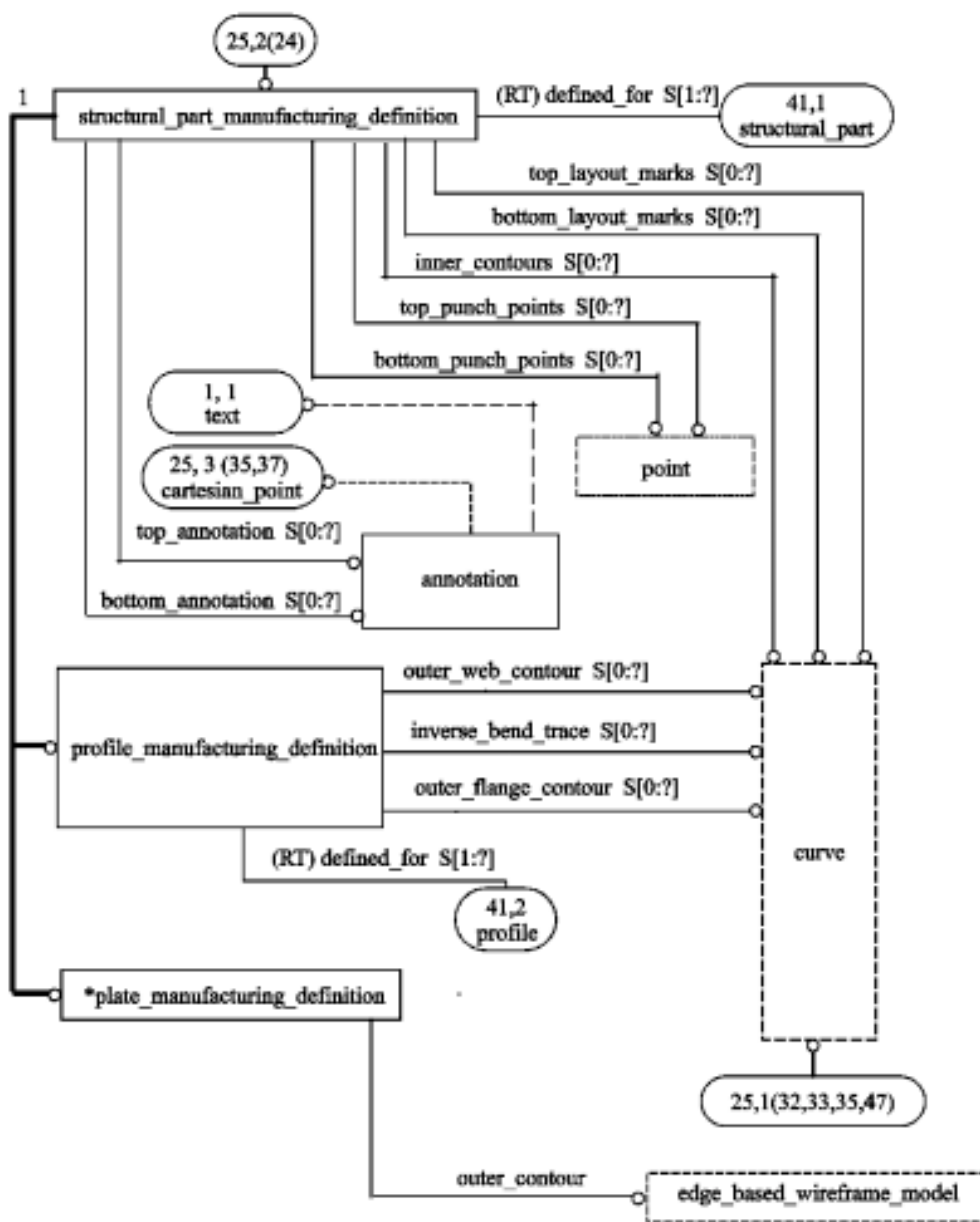 25,2(24)
1
structural_part_manufacturing_definition
(RT) defined_for S[1:?]
41,1
structural_part
top_layout_marks S[0:?]
bottom_layout_marks S[0:?]
inner_contours S[0:?]
top_punch_points S[0:?]
bottom_punch_points S[0:?]
1, 1
text
25, 3 (35,37)
cartesian_point
point
top_annotation S[0:?]
annotation
bottom_annotation S[0:?]
outer_web_contour S[0:?]
profile_manufacturing_definition
inverse_bend_trace S[0:?]
outer_flange_contour S[0:?]
curve
(RT) defined_for S[1:?]
41,2
profile
*plate_manufacturing_definition
25,1(32,33,35,47)
outer_contour
edge_based_wireframe_model